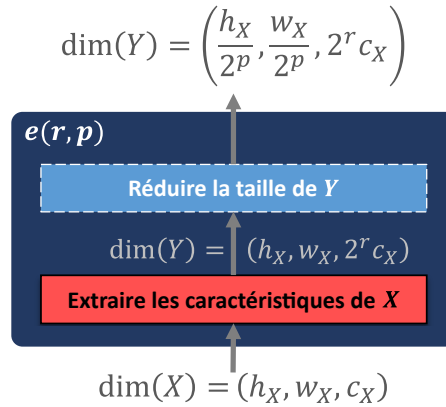 dim(Y) = (h_X/2^p, w_X/2^p, 2^r c_X)
e(r, p)
Réduire la taille de Y
dim(Y) = (h_X, w_X, 2^r c_X)
Extraire les caractéristiques de X
dim(X) = (h_X, w_X, c_X)